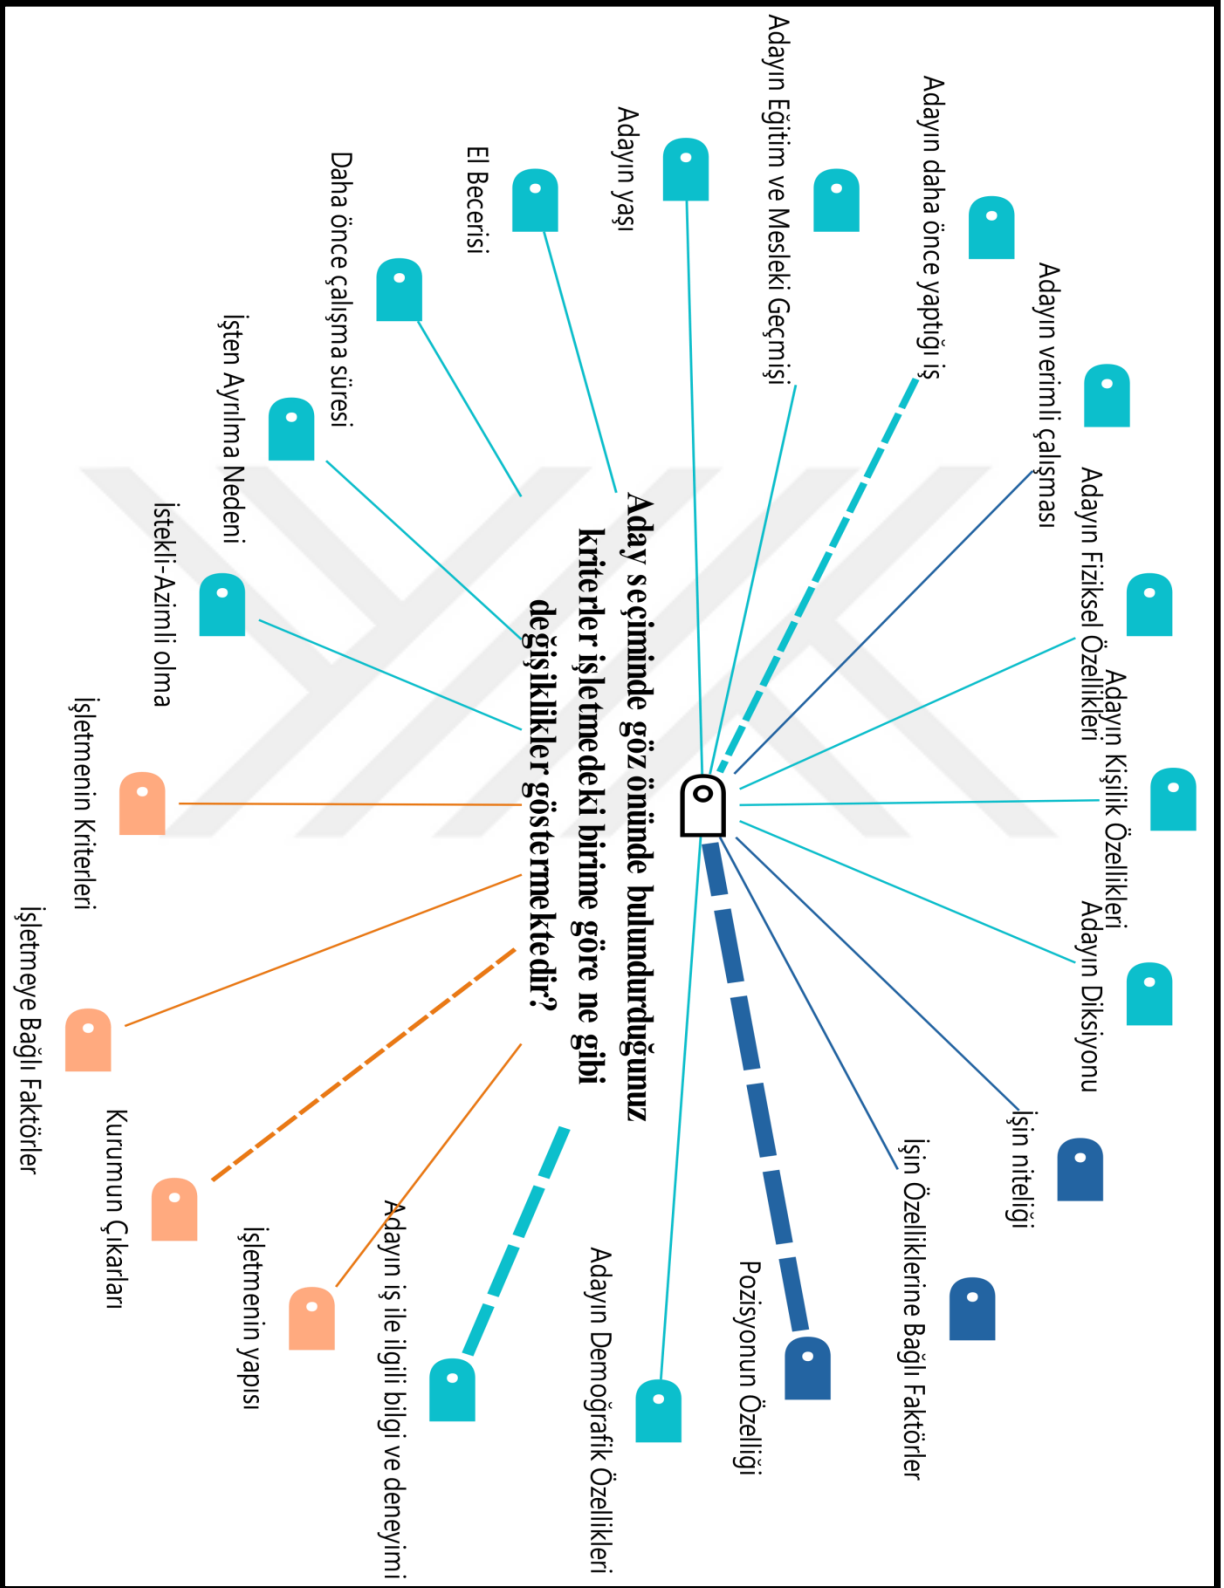 Adayın Kişilik Özellikleri
Adayın Fiziksel Özellikleri
Adayın Diksiyonu
Adayın verimli çalışması
İşin niteliği
Adayın daha önce yaptığı iş
İşin Özelliklerine Bağlı Faktörler
Adayın Eğitim ve Mesleki Geçmişi
Pozisyonun Özelliği
Adayın yaşı
Aday seçiminde göz önünde bulundurduğunuz
kriterler işletmedeki birime göre ne gibi
değişiklikler göstermektedir?
Adayın Demoğrafik Özellikleri
El Becerisi
Adayın iş ile ilgili bilgi ve deneyimi
Daha önce çalışma süresi
İşletmenin yapısı
İşten Ayrılma Nedeni
Kurumun Çıkarları
İstekli-Azimli olma
İşletmeye Bağlı Faktörler
İşletmenin Kriterleri